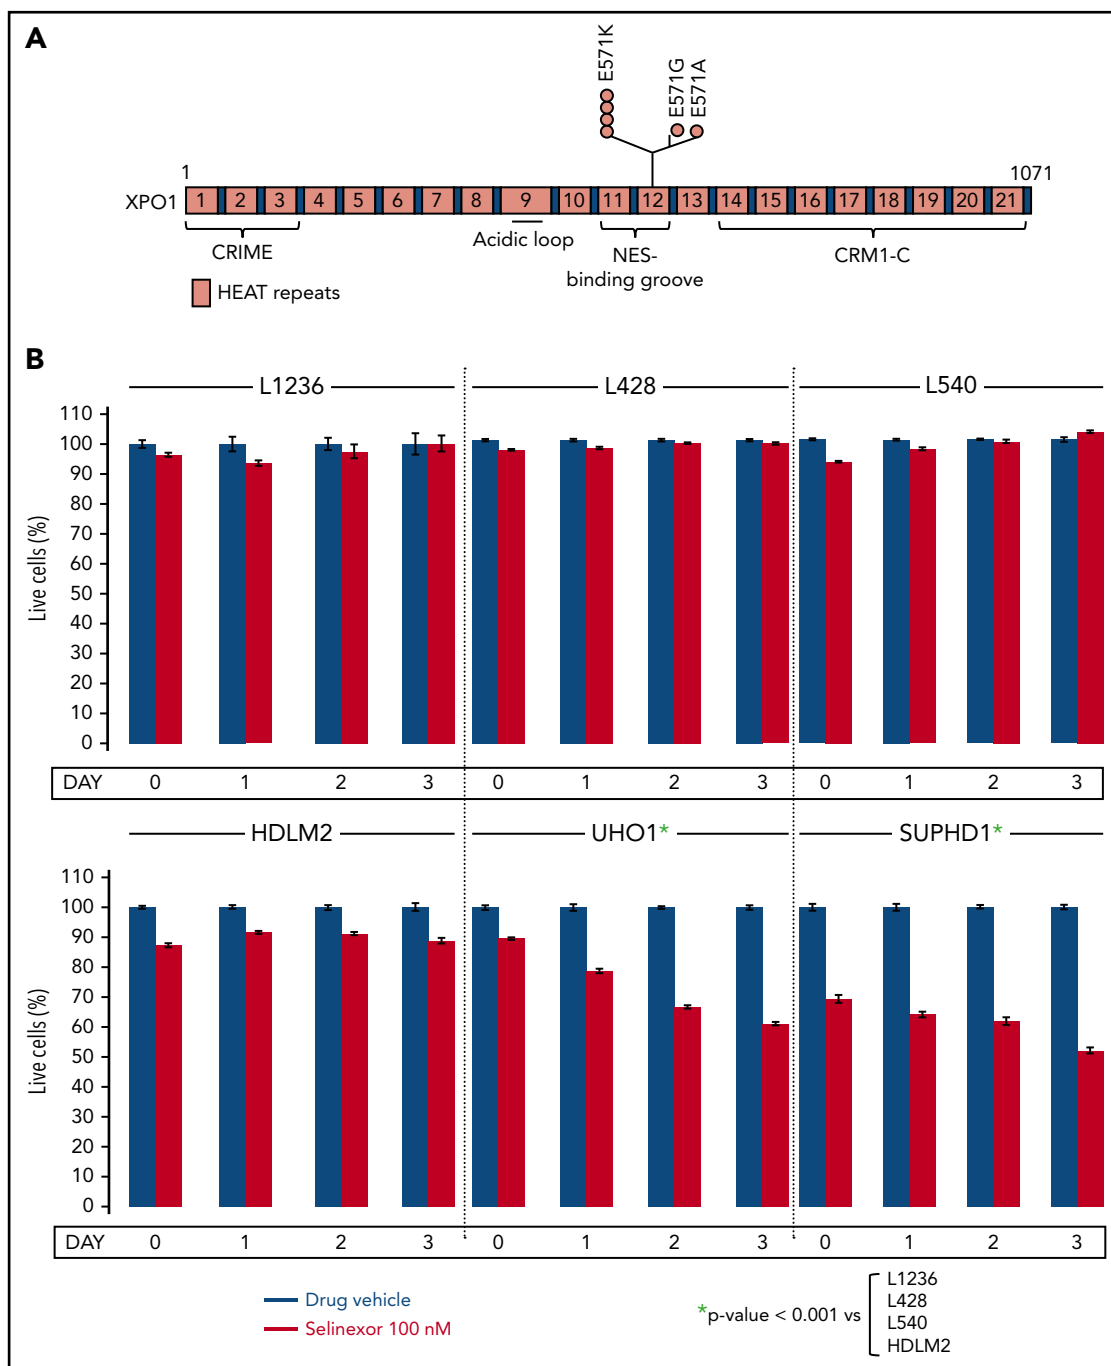 A
E571K
E571G
E571A
1
1071
XPO1
1 2 3 4 5 6 7 8 9 10 11 12 13 14 15 16 17 18 19 20 21
CRIME
Acidic loop
NES-
binding groove
CRM1-C
HEAT repeats
B
L1236
L428
L540
Live cells (%)
110
100
90
80
70
60
50
40
30
20
10
0
DAY 0 1 2 3 0 1 2 3 0 1 2 3
HDLM2
UHO1*
SUPHD1*
Live cells (%)
110
100
90
80
70
60
50
40
30
20
10
0
DAY 0 1 2 3 0 1 2 3 0 1 2 3
Drug vehicle
Selinexor 100 nM
*p-value < 0.001 vs
L1236
L428
L540
HDLM2